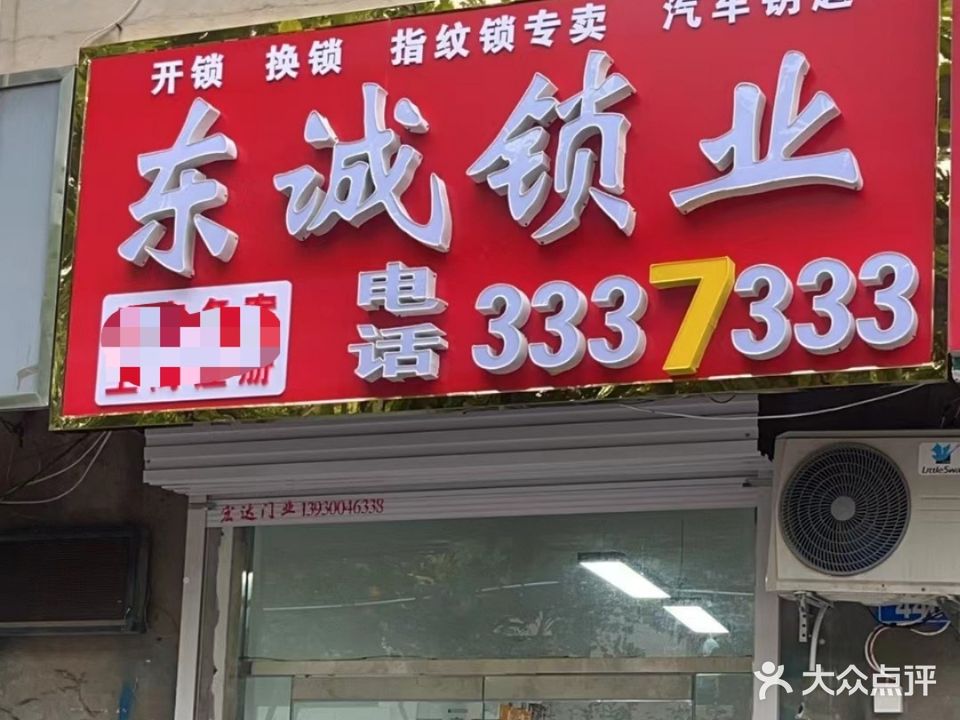 开锁 换锁 指纹锁专卖 汽车钥匙
东诚锁业
电话 3337333
宏达门业13930046338
44
大众点评